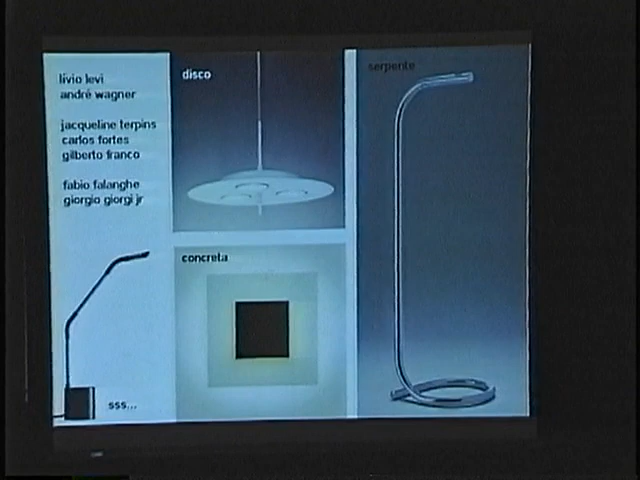 livio levi
andré wagner
jacqueline terpins
carlos fortes
gilberto franco
fabio falanghe
giorgio giorgi jr
sss...
disco
concreta
serpente